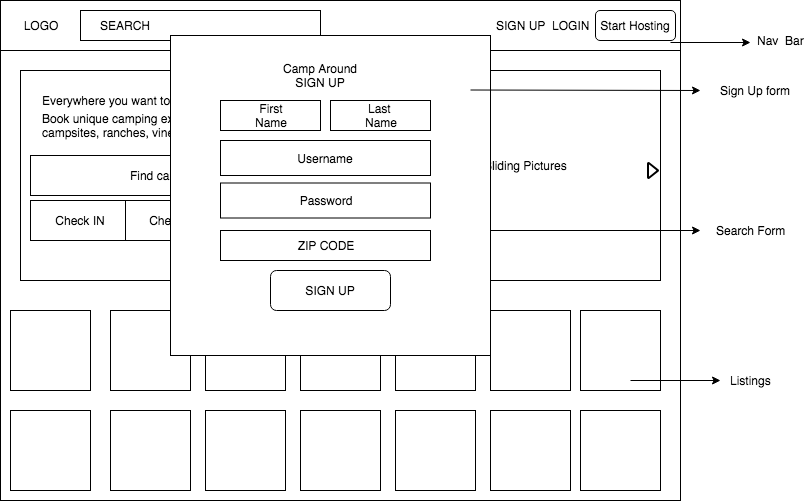 LOGO
SEARCH
SIGN UP LOGIN
Start Hosting
Nav Bar
Camp Around
SIGN UP
Sign Up form
First
Name
Last
Name
Everywhere you want to
Book unique camping ex
campsites, ranches, vine
Username
liding Pictures
Find ca
Password
Check IN
Che
Search Form
ZIP CODE
SIGN UP
Listings